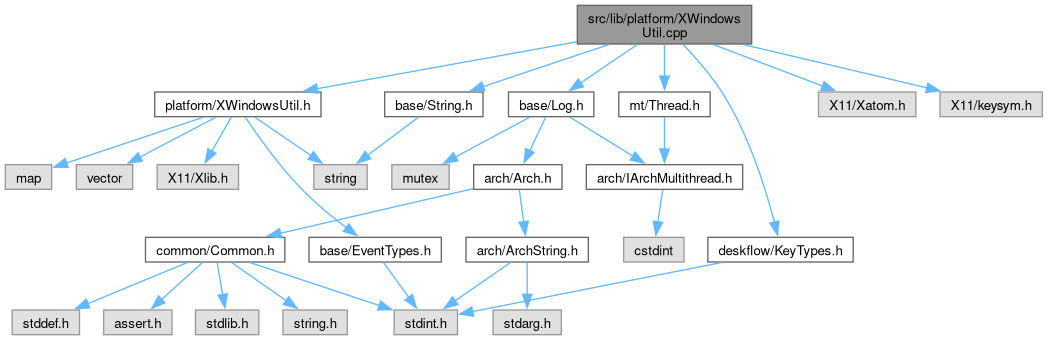 src/lib/platform/XWindows
Util.cpp
platform/XWindowsUtil.h
base/String.h
base/Log.h
mt/Thread.h
X11/Xatom.h
X11/keysym.h
map
vector
X11/Xlib.h
string
mutex
arch/Arch.h
arch/IArchMultithread.h
common/Common.h
base/EventTypes.h
arch/ArchString.h
cstdint
deskflow/KeyTypes.h
stddef.h
assert.h
stdlib.h
string.h
stdint.h
stdarg.h